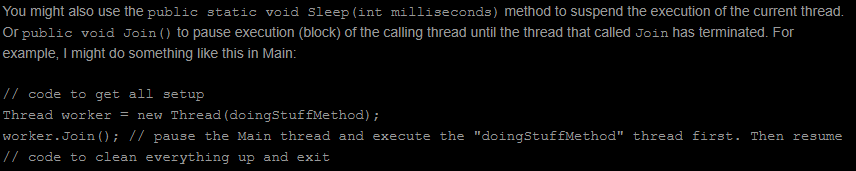 You might also use the public static void Sleep(int milliseconds) method to suspend the execution of the current thread.
Or public void Join() to pause execution (block) of the calling thread until the thread that called Join has terminated. For
example, I might do something like this in Main:
// code to get all setup
Thread worker = new Thread(doingStuffMethod);
worker.Join(); // pause the Main thread and execute the "doingStuffMethod" thread first. Then resume
// code to clean everything up and exit